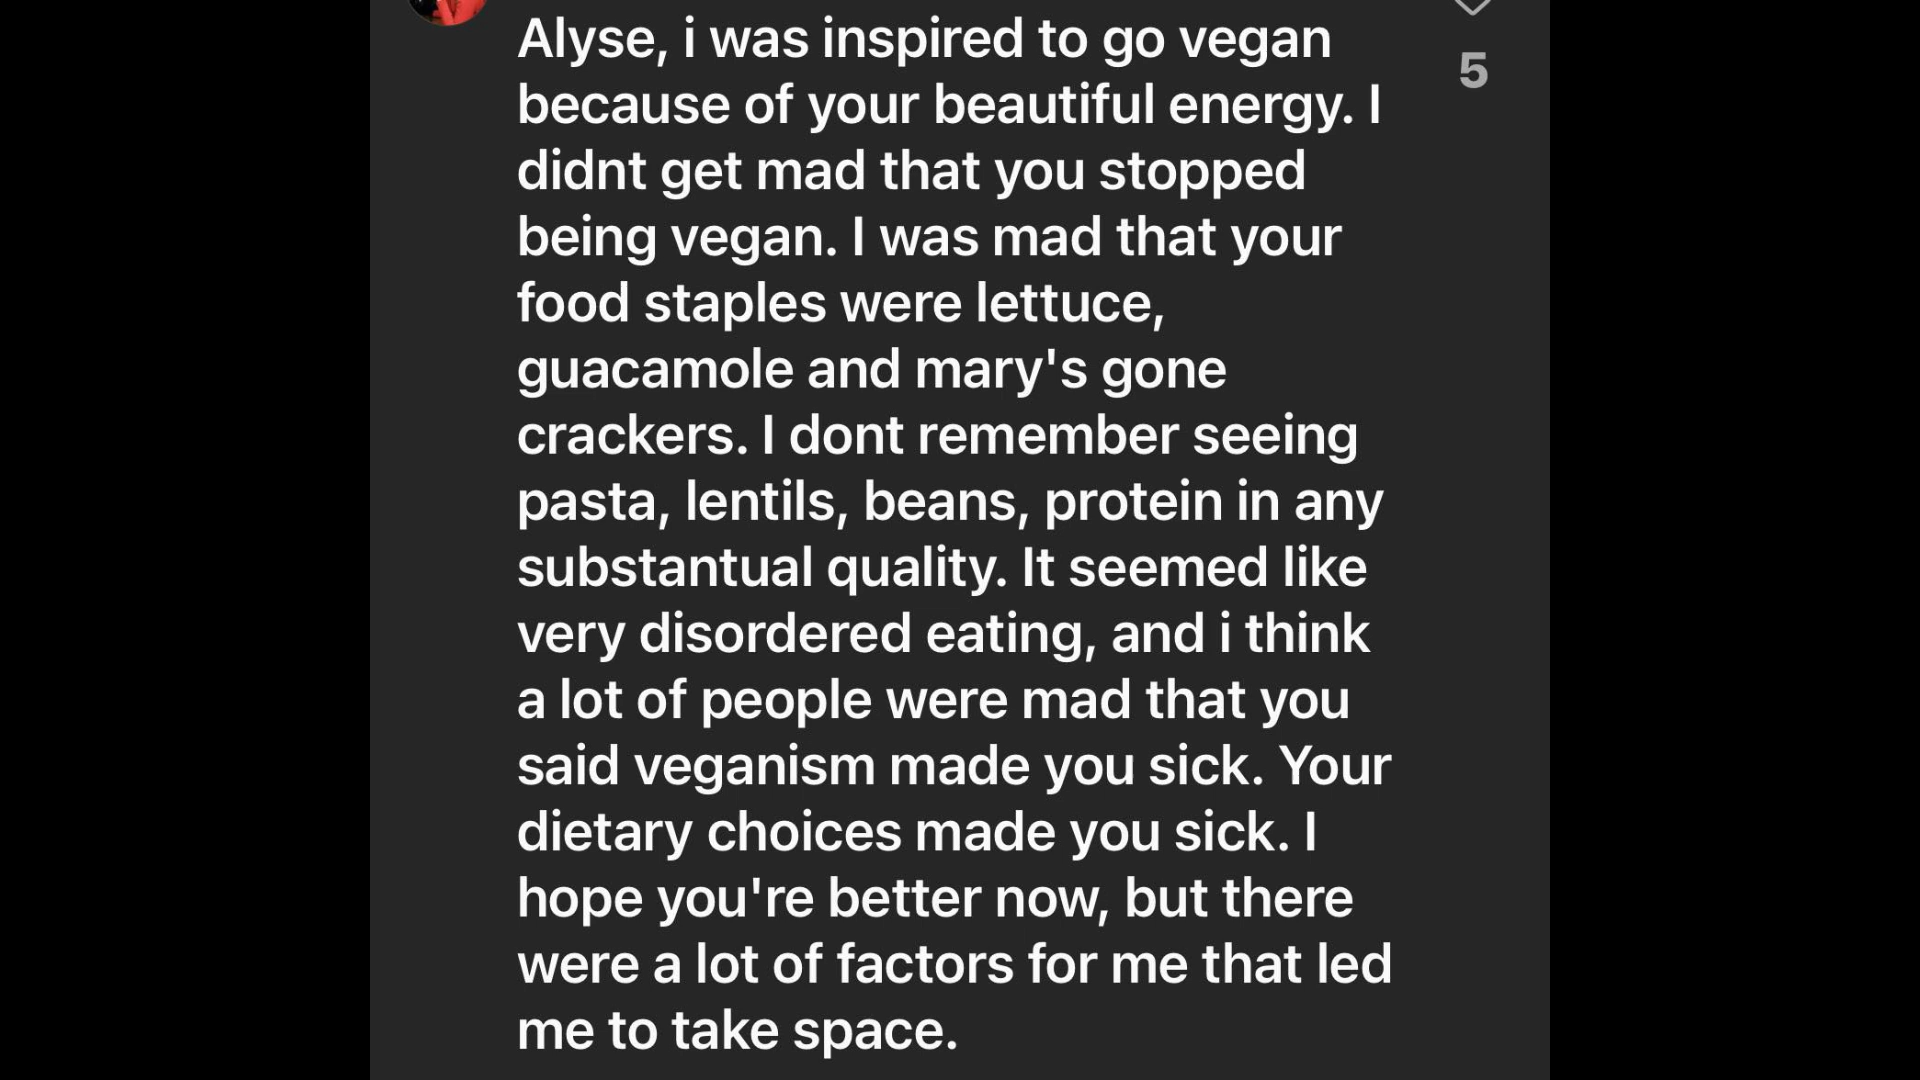 Alyse, i was inspired to go vegan
because of your beautiful energy. I
didnt get mad that you stopped
being vegan. I was mad that your
food staples were lettuce,
guacamole and mary's gone
crackers. I dont remember seeing
pasta, lentils, beans, protein in any
substantual quality. It seemed like
very disordered eating, and i think
a lot of people were mad that you
said veganism made you sick. Your
dietary choices made you sick. I
hope you're better now, but there
were a lot of factors for me that led
me to take space.
5